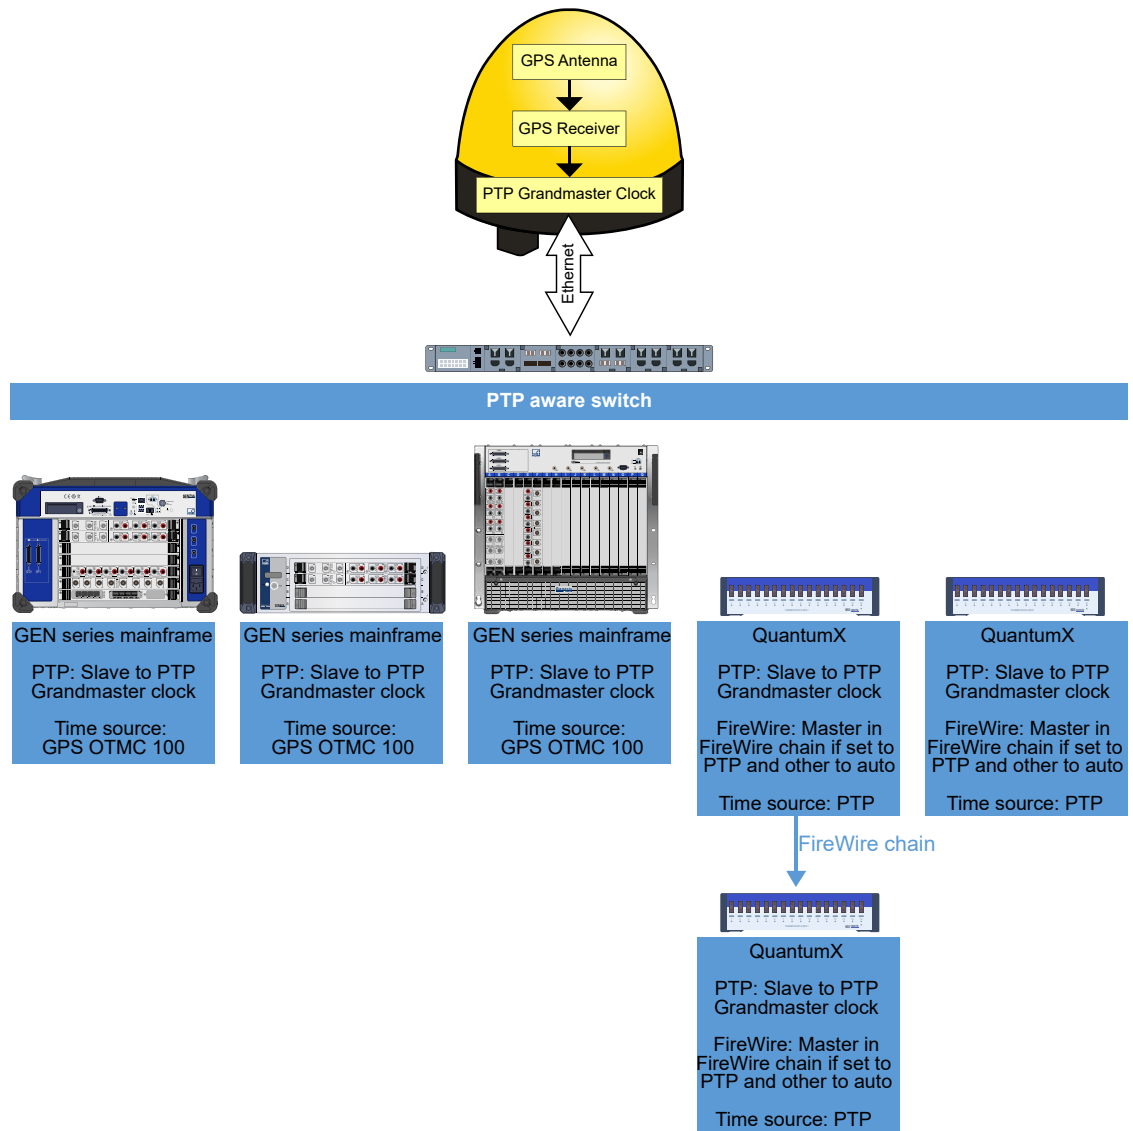 GPS Antenna
GPS Receiver
PTP Grandmaster Clock
Ethernet
PTP aware switch
GEN series mainframe
PTP: Slave to PTP
Grandmaster clock
Time source:
GPS OTMC 100
GEN series mainframe
PTP: Slave to PTP
Grandmaster clock
Time source:
GPS OTMC 100
GEN series mainframe
PTP: Slave to PTP
Grandmaster clock
Time source:
GPS OTMC 100
QuantumX
PTP: Slave to PTP
Grandmaster clock
FireWire: Master in
FireWire chain if set to
PTP and other to auto
Time source: PTP
QuantumX
PTP: Slave to PTP
Grandmaster clock
FireWire: Master in
FireWire chain if set to
PTP and other to auto
Time source: PTP
FireWire chain
QuantumX
PTP: Slave to PTP
Grandmaster clock
FireWire: Master in
FireWire chain if set to
PTP and other to auto
Time source: PTP